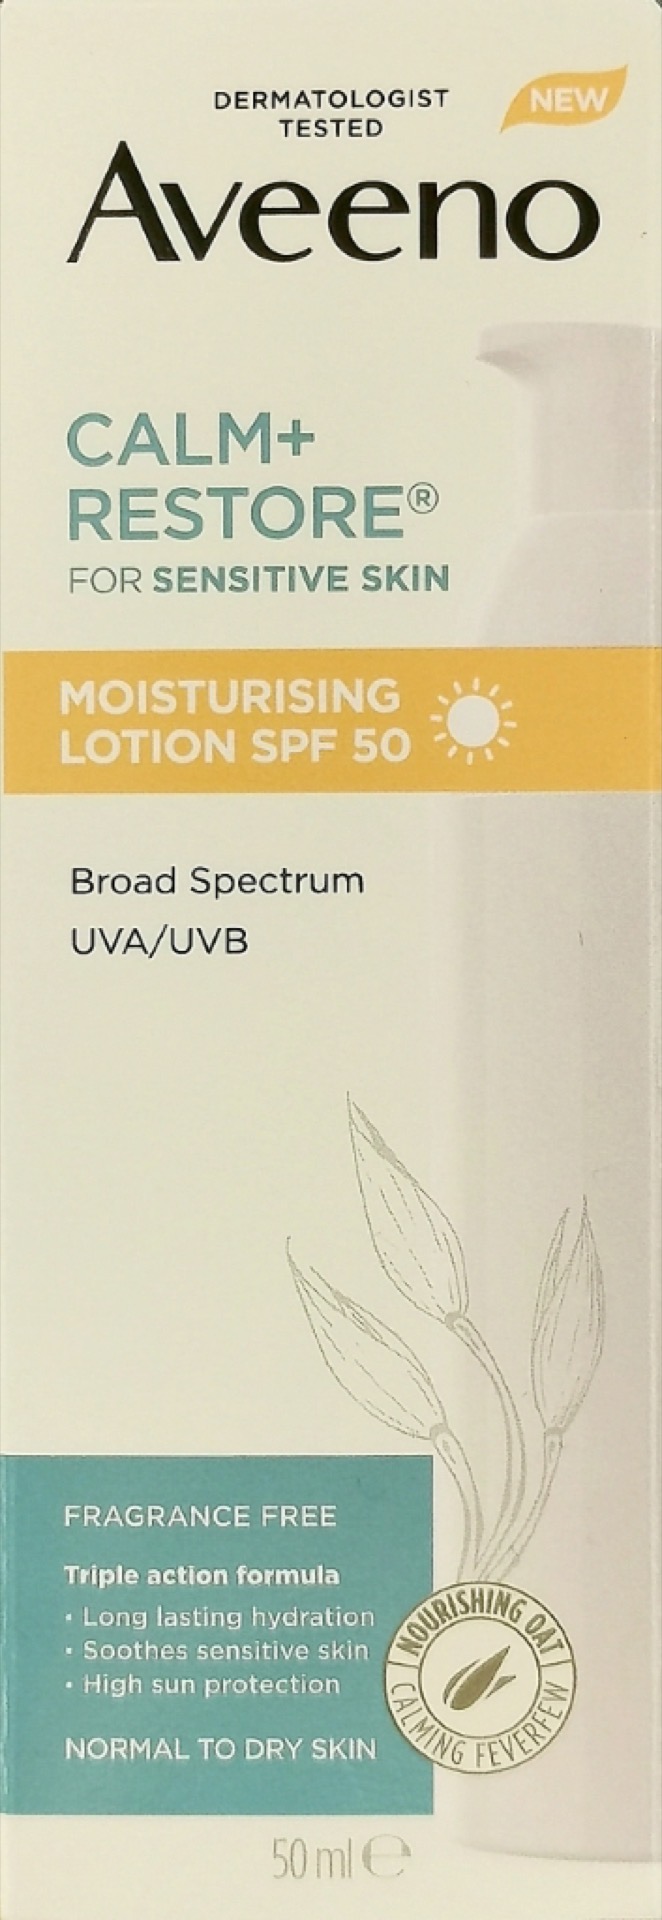 DERMATOLOGIST
TESTED
NEW
Aveeno
CALM+
RESTORE®
FOR SENSITIVE SKIN
MOISTURISING
LOTION SPF 50
Broad Spectrum
UVA/UVB
FRAGRANCE FREE
Triple action formula
• Long lasting hydration
• Soothes sensitive skin
• High sun protection
NORMAL TO DRY SKIN
NOURISHING OAT
CALMING FEVERFEW
50 ml ℮